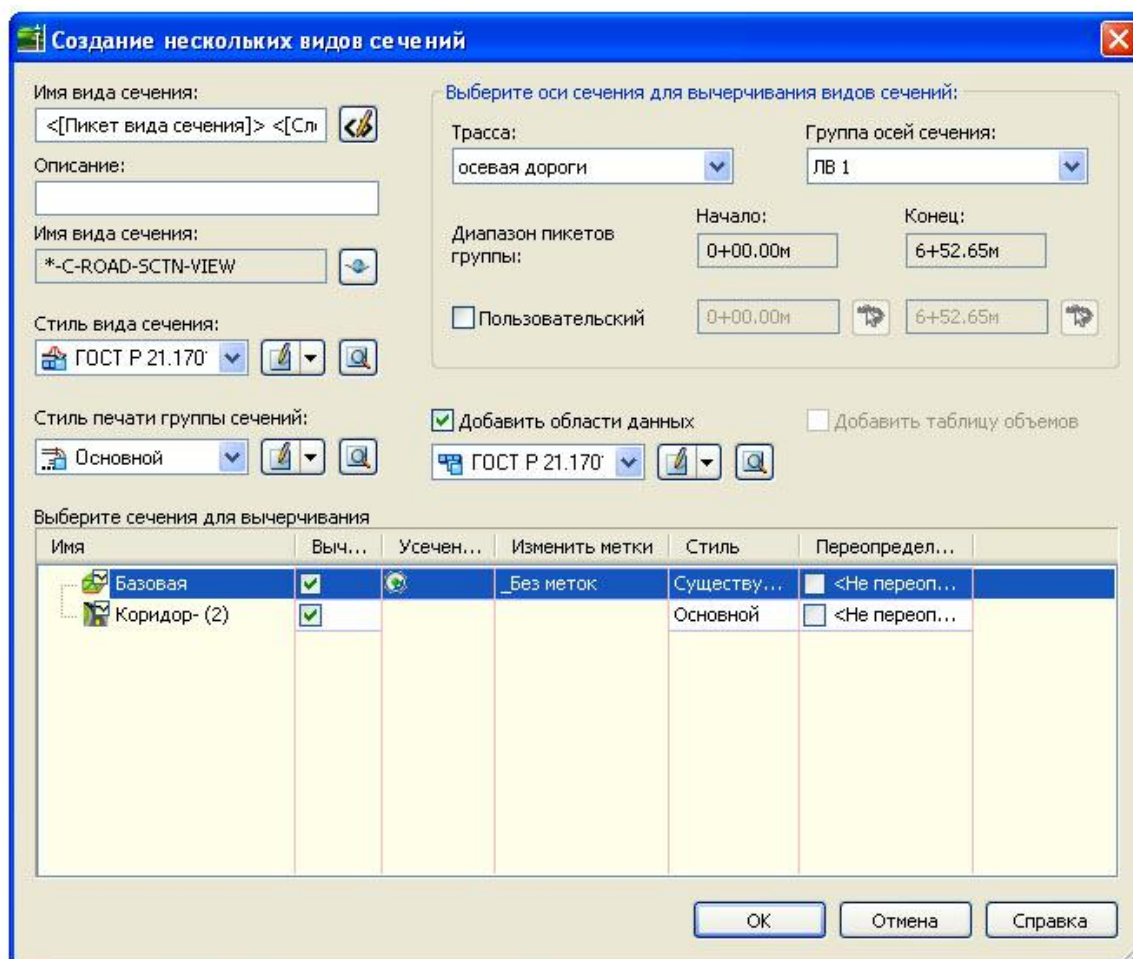 Создание нескольких видов сечений
Имя вида сечения:
<[Пикет вида сечения]> <[Сл
Описание:
Имя вида сечения:
*-C-ROAD-SCTN-VIEW
Стиль вида сечения:
ГОСТ Р 21.170
Стиль печати группы сечений:
Основной
Выберите оси сечения для вычерчивания видов сечений:
Трасса:
Группа осей сечения:
осевая дороги
ЛВ 1
Начало:
Конец:
Диапазон пикетов группы:
0+00.00м
6+52.65м
Пользовательский
0+00.00м
6+52.65м
Добавить области данных
Добавить таблицу объемов
ГОСТ Р 21.170
Выберите сечения для вычерчивания
Имя
Выч...
Усечен...
Изменить метки
Стиль
Переопредел...
Базовая
_Без меток
Существу...
<Не переоп...
Коридор- (2)
Основной
<Не переоп...
ОК
Отмена
Справка